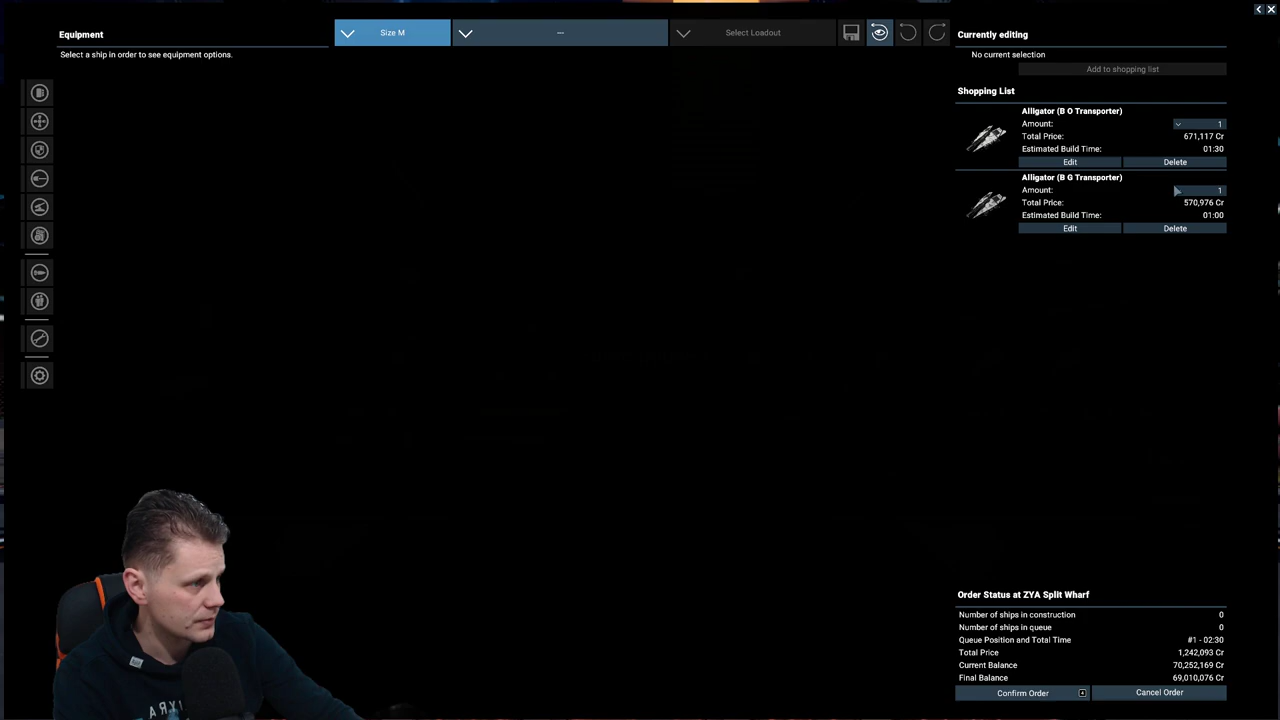 Equipment
Select a ship in order to see equipment options.
Size M
--
Select Loadout
Currently editing
No current selection
Add to shopping list
Shopping List
Alligator (B O Transporter)
Amount: 1
Total Price: 671,117 Cr
Estimated Build Time: 01:30
Edit Delete
Alligator (B G Transporter)
Amount: 1
Total Price: 570,976 Cr
Estimated Build Time: 01:00
Edit Delete
Order Status at ZYA Split Wharf
Number of ships in construction 0
Number of ships in queue 0
Queue Position and Total Time #1 - 02:30
Total Price 1,242,093 Cr
Current Balance 70,252,169 Cr
Final Balance 69,010,076 Cr
Confirm Order Cancel Order